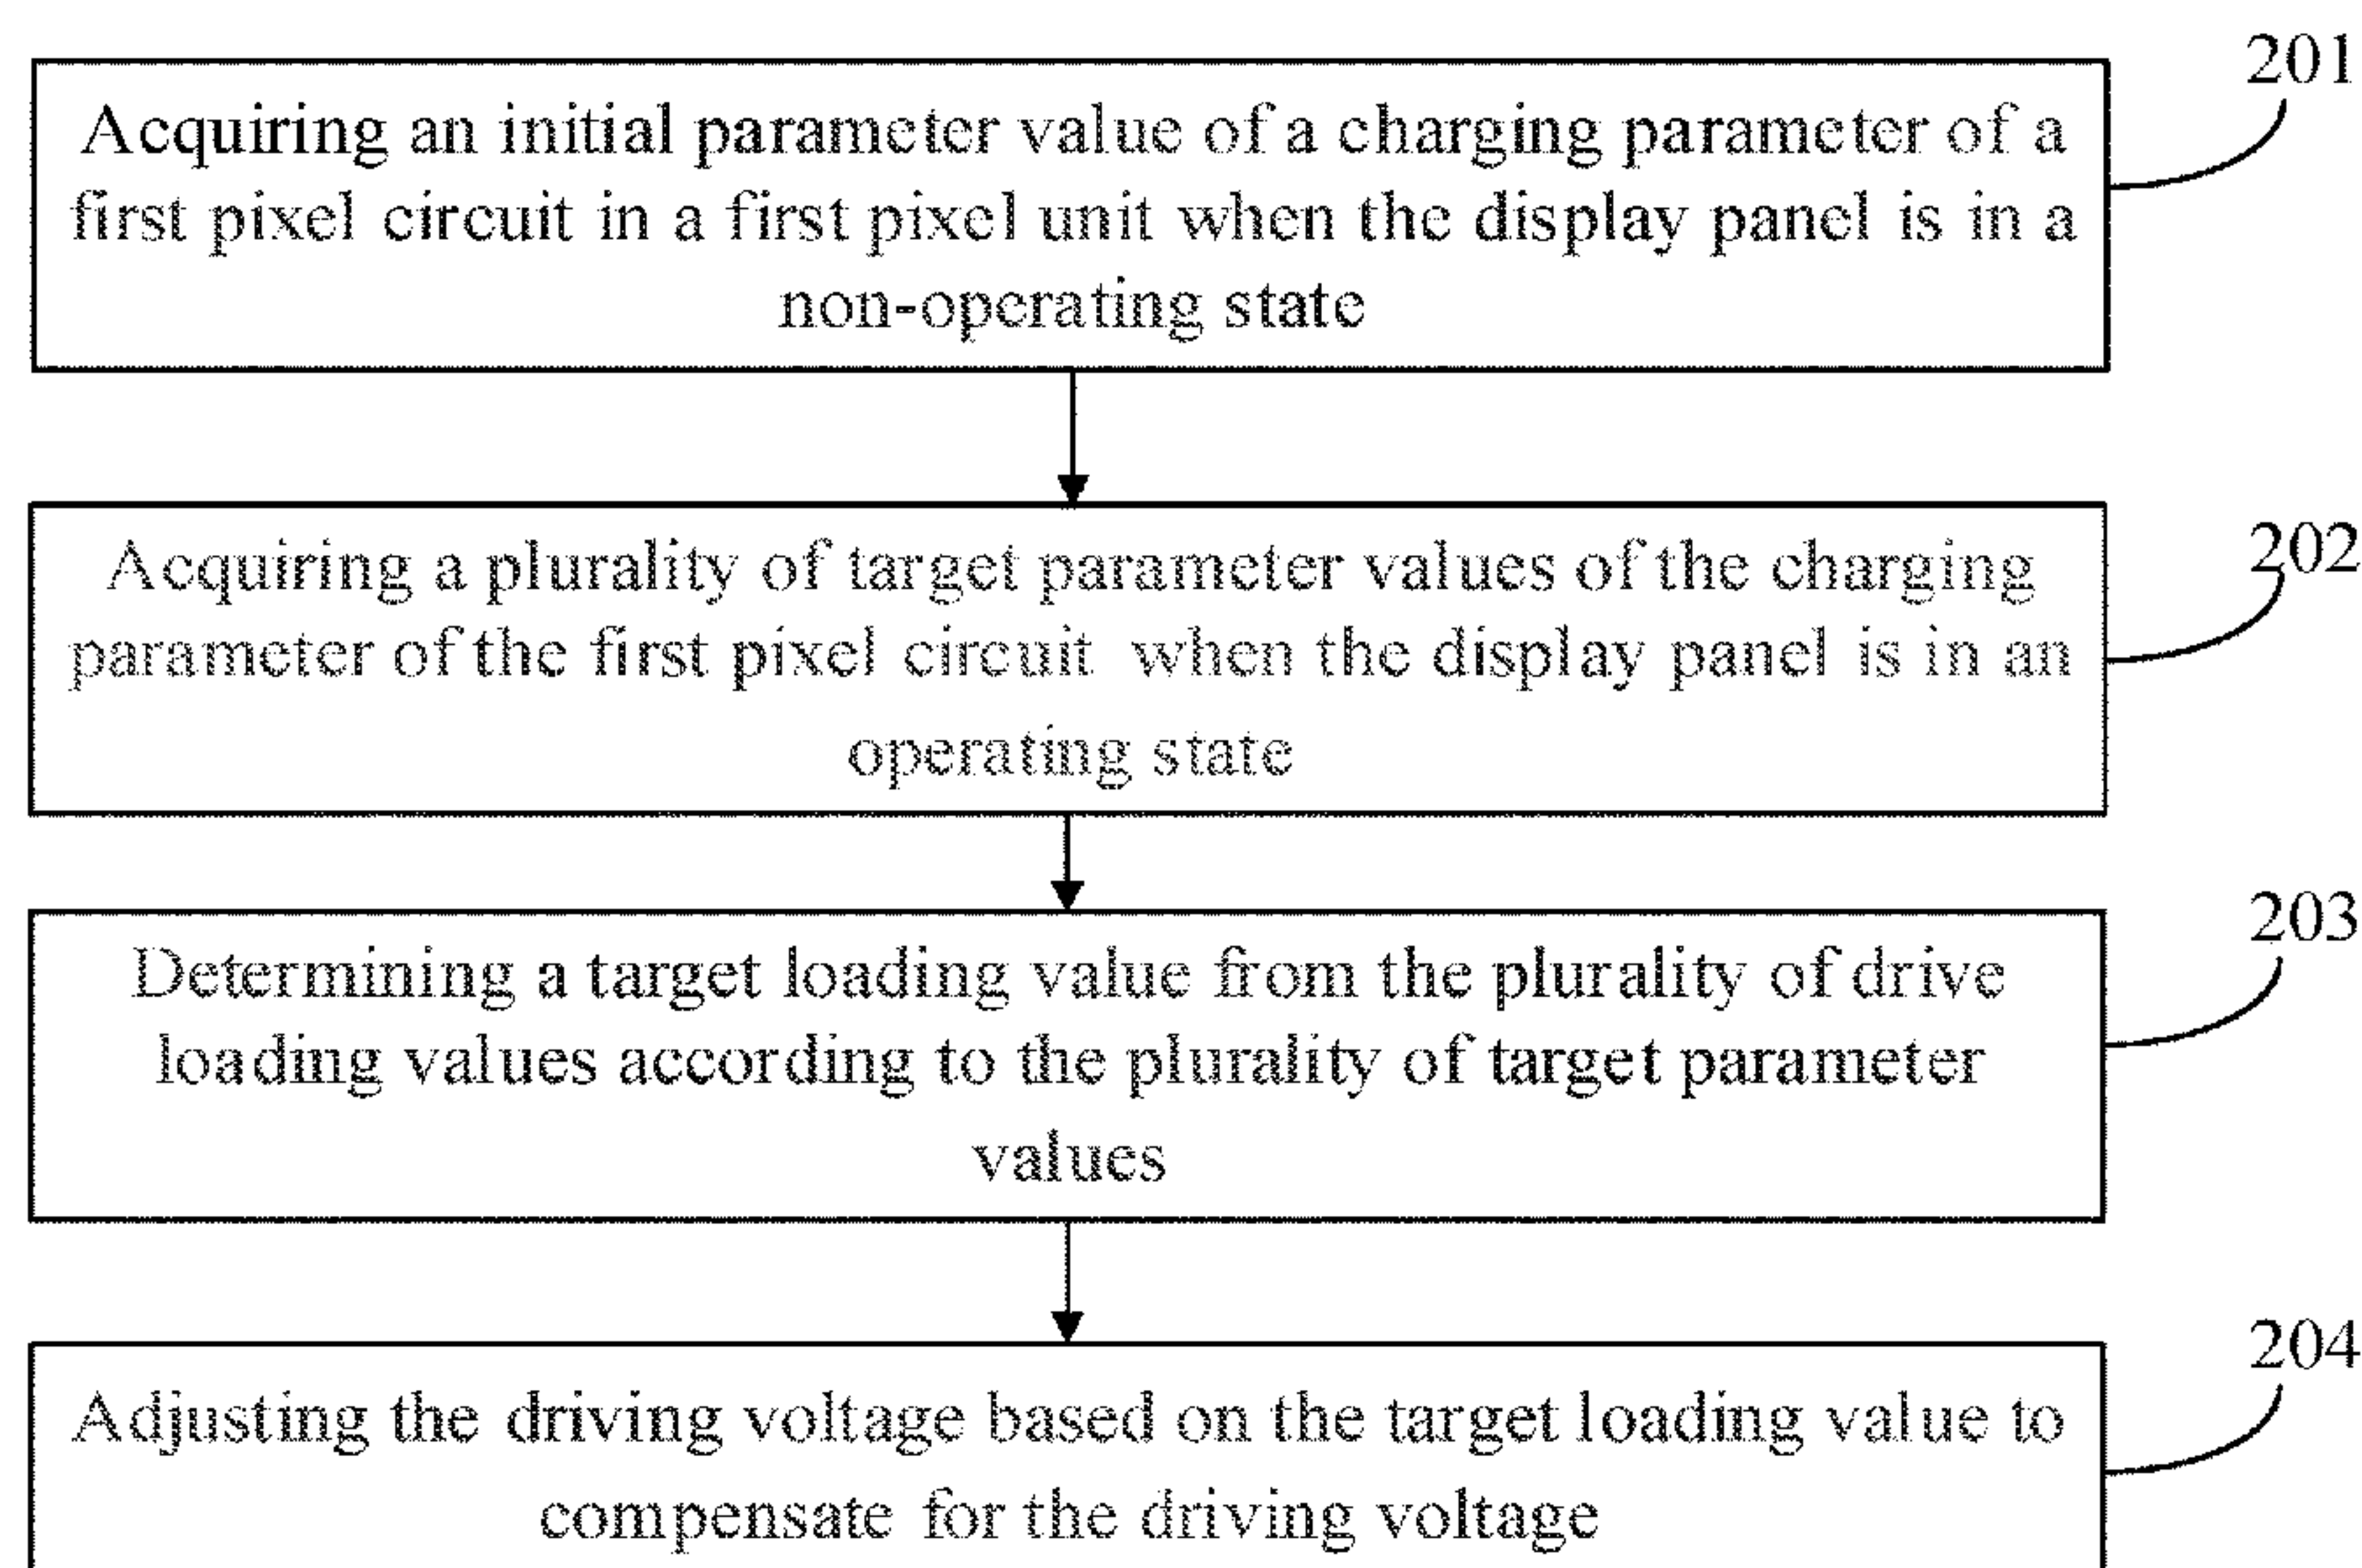 201
Acquiring an initial parameter value of a charging parameter of a
first pixel circuit in a first pixel unit when the display panel is in a
non-operating state
202
Acquiring a plurality of target parameter values of the charging
parameter of the first pixel circuit when the display panel is in an
operating state
203
Determining a target loading value from the plurality of drive
loading values according to the plurality of target parameter
values
204
Adjusting the driving voltage based on the target loading value to
compensate for the driving voltage